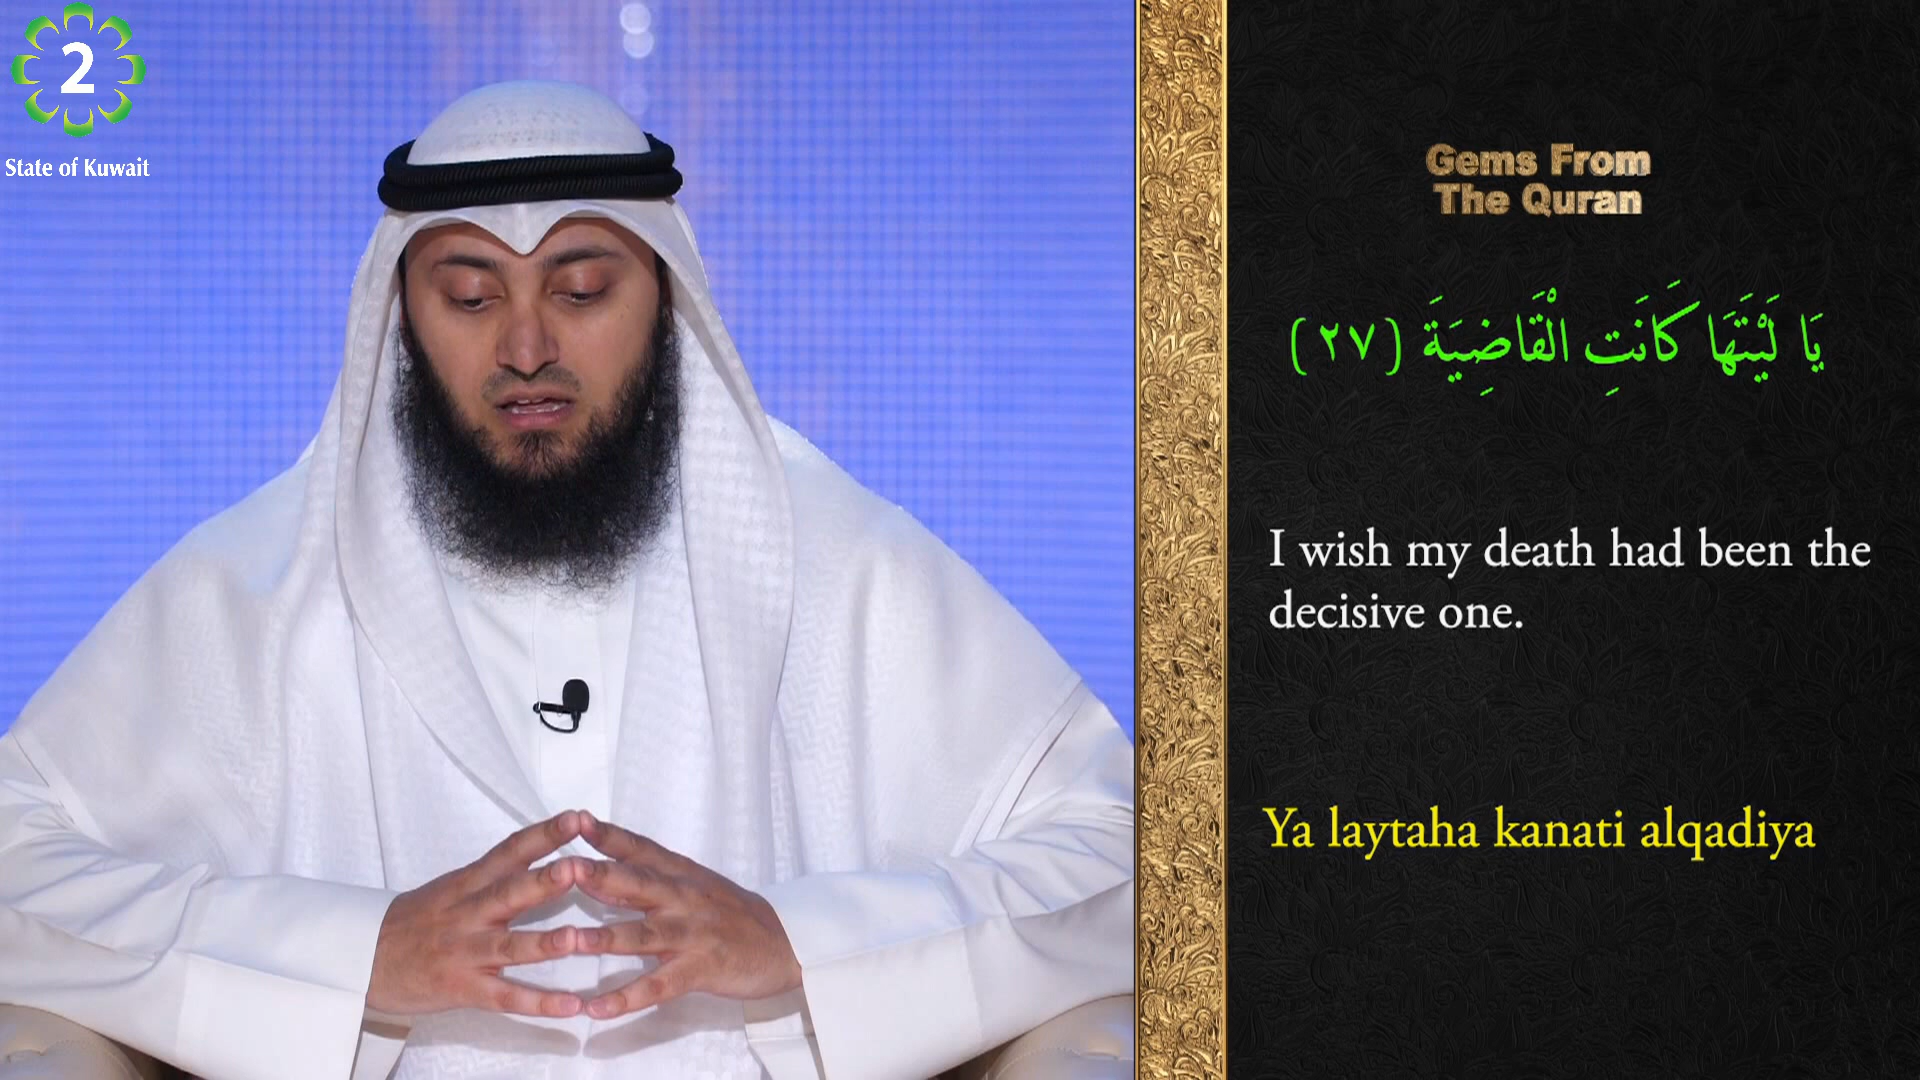 2
State of Kuwait
Gems From
The Quran
يَا لَيْتَهَا كَانَتِ الْقَاضِيَةَ (٢٧)
I wish my death had been the
decisive one.
Ya laytaha kanati alqadiya